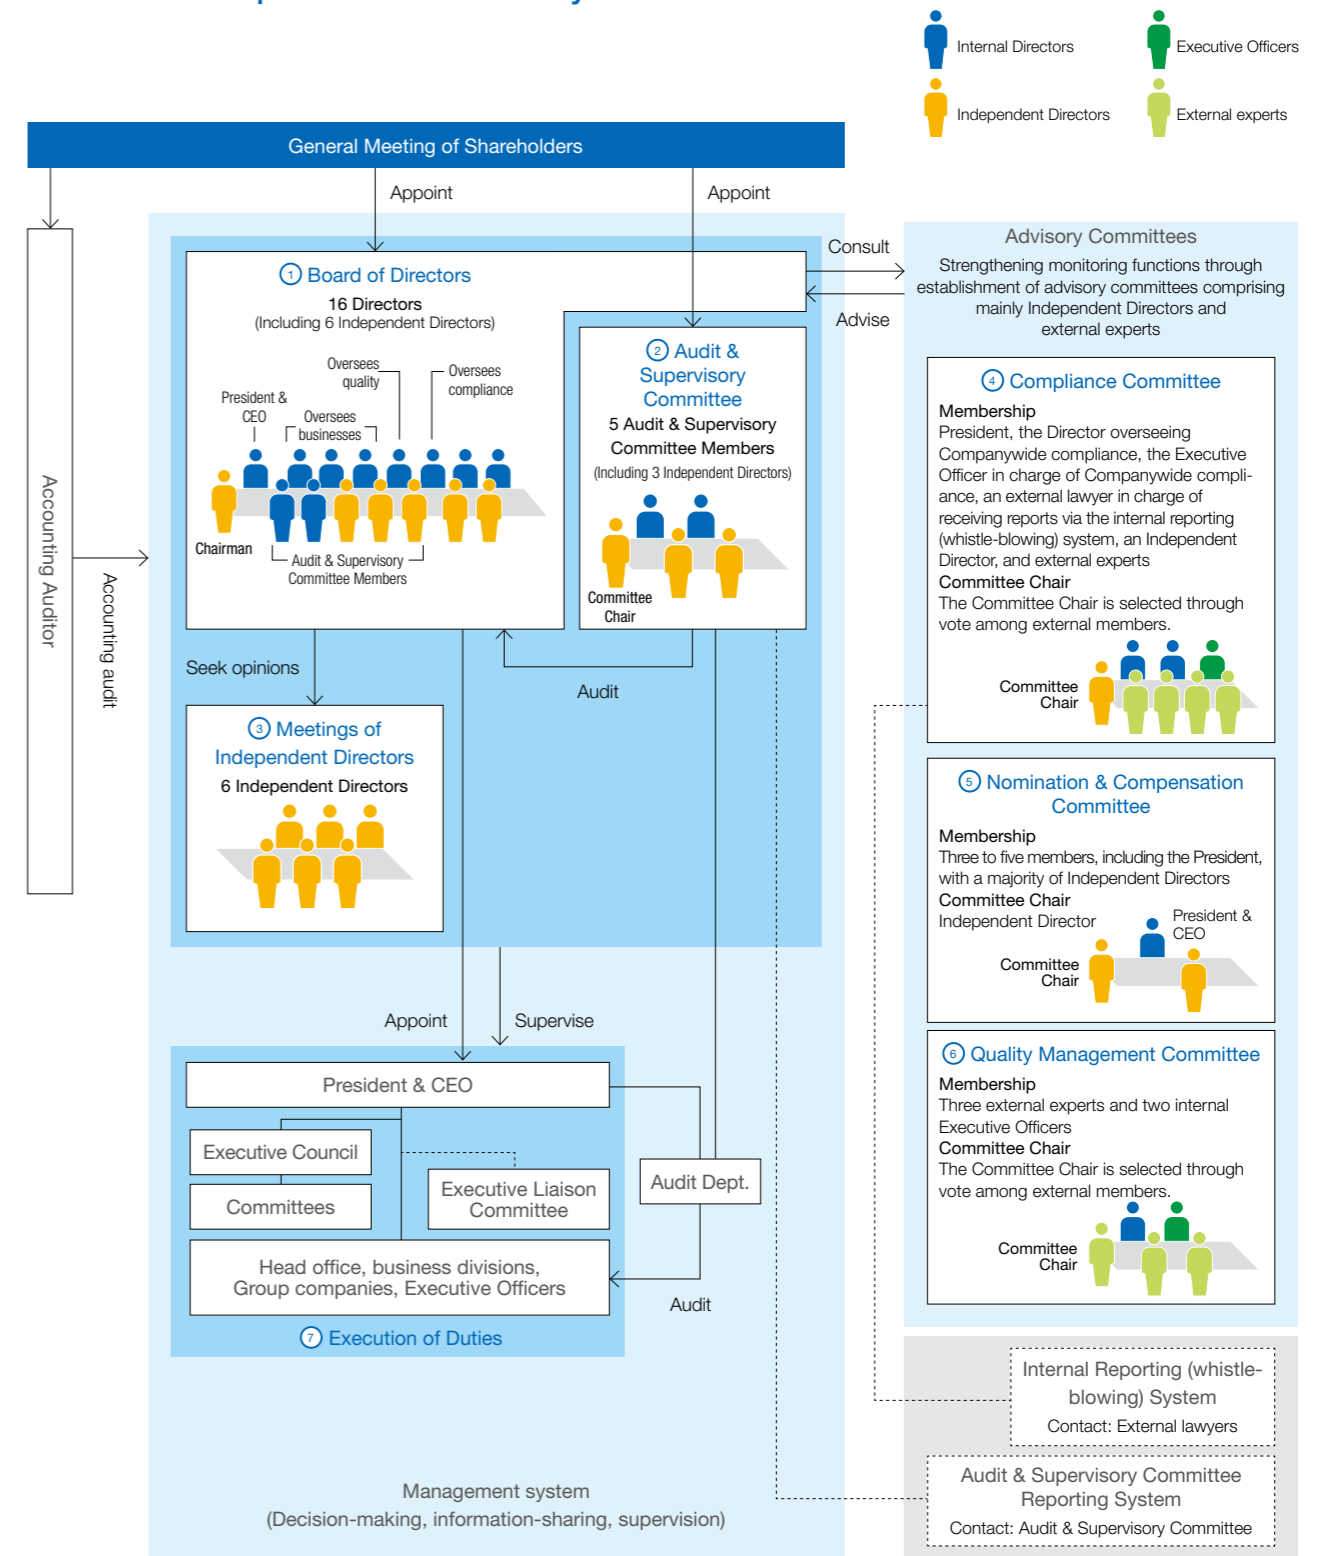 Internal Directors
Executive Officers
Independent Directors
External experts
General Meeting of Shareholders
Appoint
Appoint
Accounting Auditor
Accounting audit
1 Board of Directors
16 Directors
(Including 6 Independent Directors)
President &
CEO
Oversees
businesses
Oversees
quality
Oversees
compliance
Chairman
Audit & Supervisory
Committee Members
2 Audit &
Supervisory
Committee
5 Audit & Supervisory
Committee Members
(Including 3 Independent Directors)
Committee
Chair
Consult
Advise
Seek opinions
Audit
3 Meetings of
Independent Directors
6 Independent Directors
Appoint
Supervise
President & CEO
Executive Council
Committees
Executive Liaison
Committee
Audit Dept.
Head office, business divisions,
Group companies, Executive Officers
Audit
7 Execution of Duties
Management system
(Decision-making, information-sharing, supervision)
Advisory Committees
Strengthening monitoring functions through
establishment of advisory committees comprising
mainly Independent Directors and
external experts
4 Compliance Committee
Membership
President, the Director overseeing
Companywide compliance, the Executive
Officer in charge of Companywide compli-
ance, an external lawyer in charge of
receiving reports via the internal reporting
(whistle-blowing) system, an Independent
Director, and external experts
Committee Chair
The Committee Chair is selected through
vote among external members.
Committee
Chair
5 Nomination & Compensation
Committee
Membership
Three to five members, including the President,
with a majority of Independent Directors
Committee Chair
Independent Director
President &
CEO
Committee
Chair
6 Quality Management Committee
Membership
Three external experts and two internal
Executive Officers
Committee Chair
The Committee Chair is selected through
vote among external members.
Committee
Chair
Internal Reporting (whistle-
blowing) System
Contact: External lawyers
Audit & Supervisory Committee
Reporting System
Contact: Audit & Supervisory Committee